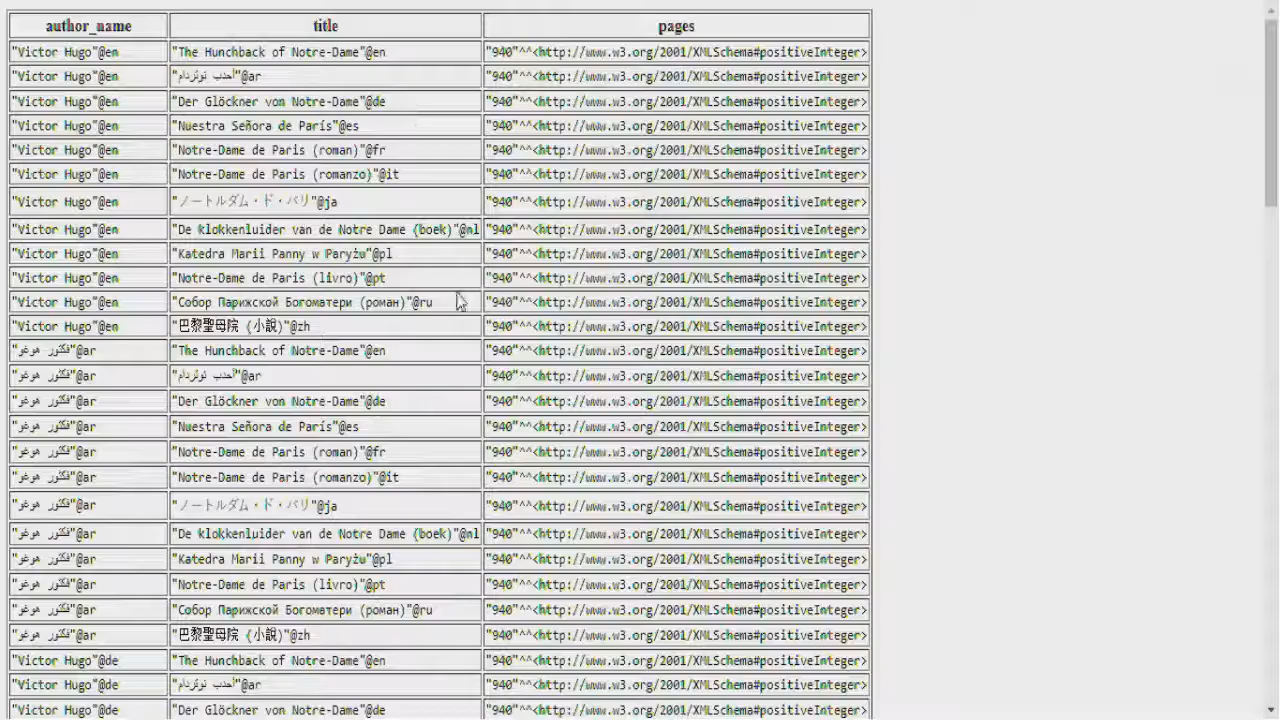 author_name title pages
"Victor Hugo"@en "The Hunchback of Notre-Dame"@en "940"^^<http://www.w3.org/2001/XMLSchema#positiveInteger>
"Victor Hugo"@en "أحدب نوتردام"@ar "940"^^<http://www.w3.org/2001/XMLSchema#positiveInteger>
"Victor Hugo"@en "Der Glöckner von Notre-Dame"@de "940"^^<http://www.w3.org/2001/XMLSchema#positiveInteger>
"Victor Hugo"@en "Nuestra Señora de París"@es "940"^^<http://www.w3.org/2001/XMLSchema#positiveInteger>
"Victor Hugo"@en "Notre-Dame de Paris (roman)"@fr "940"^^<http://www.w3.org/2001/XMLSchema#positiveInteger>
"Victor Hugo"@en "Notre-Dame de Paris (romanzo)"@it "940"^^<http://www.w3.org/2001/XMLSchema#positiveInteger>
"Victor Hugo"@en "ノートルダム・ド・パリ"@ja "940"^^<http://www.w3.org/2001/XMLSchema#positiveInteger>
"Victor Hugo"@en "De klokkenluider van de Notre Dame (boek)"@nl "940"^^<http://www.w3.org/2001/XMLSchema#positiveInteger>
"Victor Hugo"@en "Katedra Marii Panny w Paryżu"@pl "940"^^<http://www.w3.org/2001/XMLSchema#positiveInteger>
"Victor Hugo"@en "Notre-Dame de Paris (livro)"@pt "940"^^<http://www.w3.org/2001/XMLSchema#positiveInteger>
"Victor Hugo"@en "Собор Парижской Богоматери (роман)"@ru "940"^^<http://www.w3.org/2001/XMLSchema#positiveInteger>
"Victor Hugo"@en "巴黎聖母院 (小說)"@zh "940"^^<http://www.w3.org/2001/XMLSchema#positiveInteger>
"فكتور هوغو"@ar "The Hunchback of Notre-Dame"@en "940"^^<http://www.w3.org/2001/XMLSchema#positiveInteger>
"فكتور هوغو"@ar "أحدب نوتردام"@ar "940"^^<http://www.w3.org/2001/XMLSchema#positiveInteger>
"فكتور هوغو"@ar "Der Glöckner von Notre-Dame"@de "940"^^<http://www.w3.org/2001/XMLSchema#positiveInteger>
"فكتور هوغو"@ar "Nuestra Señora de París"@es "940"^^<http://www.w3.org/2001/XMLSchema#positiveInteger>
"فكتور هوغو"@ar "Notre-Dame de Paris (roman)"@fr "940"^^<http://www.w3.org/2001/XMLSchema#positiveInteger>
"فكتور هوغو"@ar "Notre-Dame de Paris (romanzo)"@it "940"^^<http://www.w3.org/2001/XMLSchema#positiveInteger>
"فكتور هوغو"@ar "ノートルダム・ド・パリ"@ja "940"^^<http://www.w3.org/2001/XMLSchema#positiveInteger>
"فكتور هوغو"@ar "De klokkenluider van de Notre Dame (boek)"@nl "940"^^<http://www.w3.org/2001/XMLSchema#positiveInteger>
"فكتور هوغو"@ar "Katedra Marii Panny w Paryżu"@pl "940"^^<http://www.w3.org/2001/XMLSchema#positiveInteger>
"فكتور هوغو"@ar "Notre-Dame de Paris (livro)"@pt "940"^^<http://www.w3.org/2001/XMLSchema#positiveInteger>
"فكتور هوغو"@ar "Собор Парижской Богоматери (роман)"@ru "940"^^<http://www.w3.org/2001/XMLSchema#positiveInteger>
"فكتور هوغو"@ar "巴黎聖母院 (小說)"@zh "940"^^<http://www.w3.org/2001/XMLSchema#positiveInteger>
"Victor Hugo"@de "The Hunchback of Notre-Dame"@en "940"^^<http://www.w3.org/2001/XMLSchema#positiveInteger>
"Victor Hugo"@de "أحدب نوتردام"@ar "940"^^<http://www.w3.org/2001/XMLSchema#positiveInteger>
"Victor Hugo"@de "Der Glöckner von Notre-Dame"@de "940"^^<http://www.w3.org/2001/XMLSchema#positiveInteger>